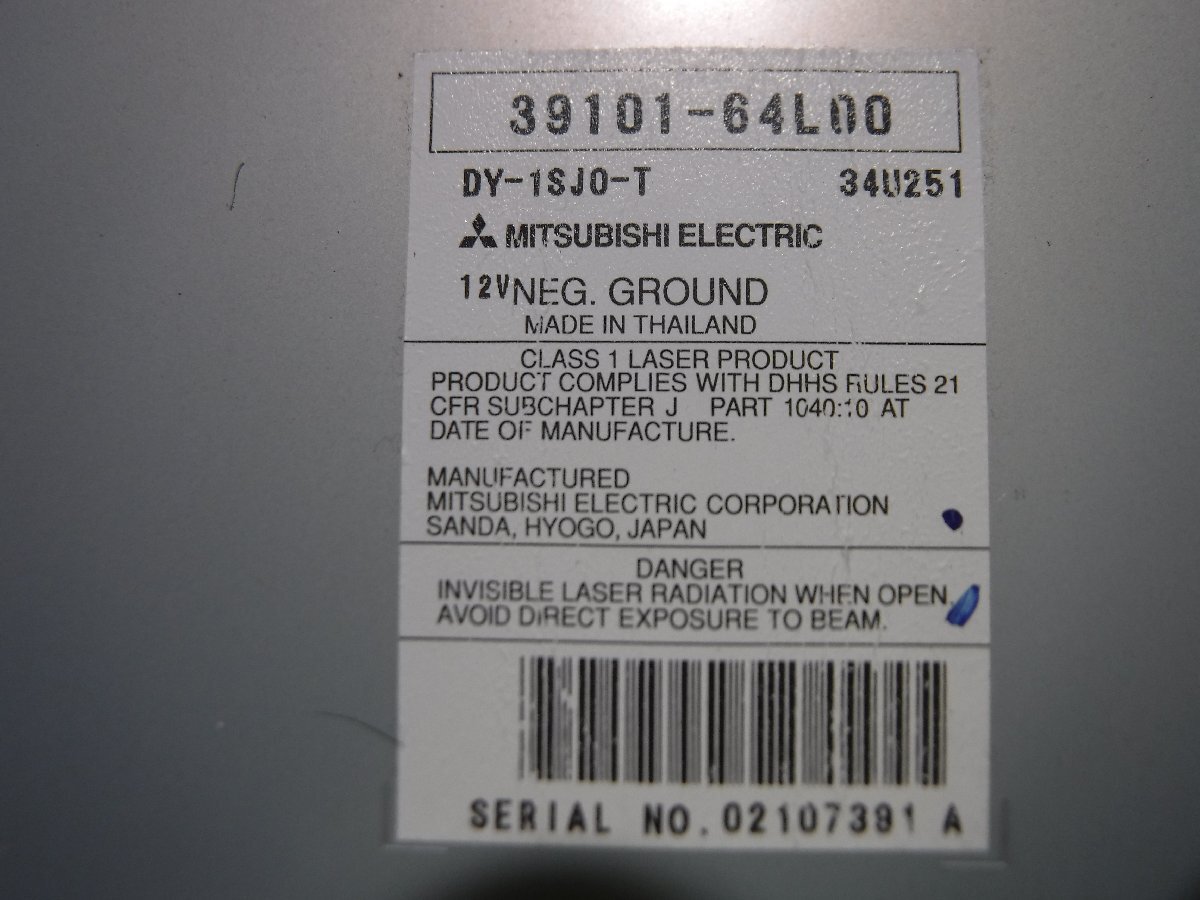 39101-64L00
DY-1SJ0-T 34U251
MITSUBISHI ELECTRIC
12V NEG. GROUND
MADE IN THAILAND
CLASS 1 LASER PRODUCT
PRODUCT COMPLIES WITH DHHS RULES 21
CFR SUBCHAPTER J PART 1040:10 AT
DATE OF MANUFACTURE.
MANUFACTURED
MITSUBISHI ELECTRIC CORPORATION
SANDA, HYOGO, JAPAN
DANGER
INVISIBLE LASER RADIATION WHEN OPEN.
AVOID DIRECT EXPOSURE TO BEAM.
SERIAL NO. 02107391 A